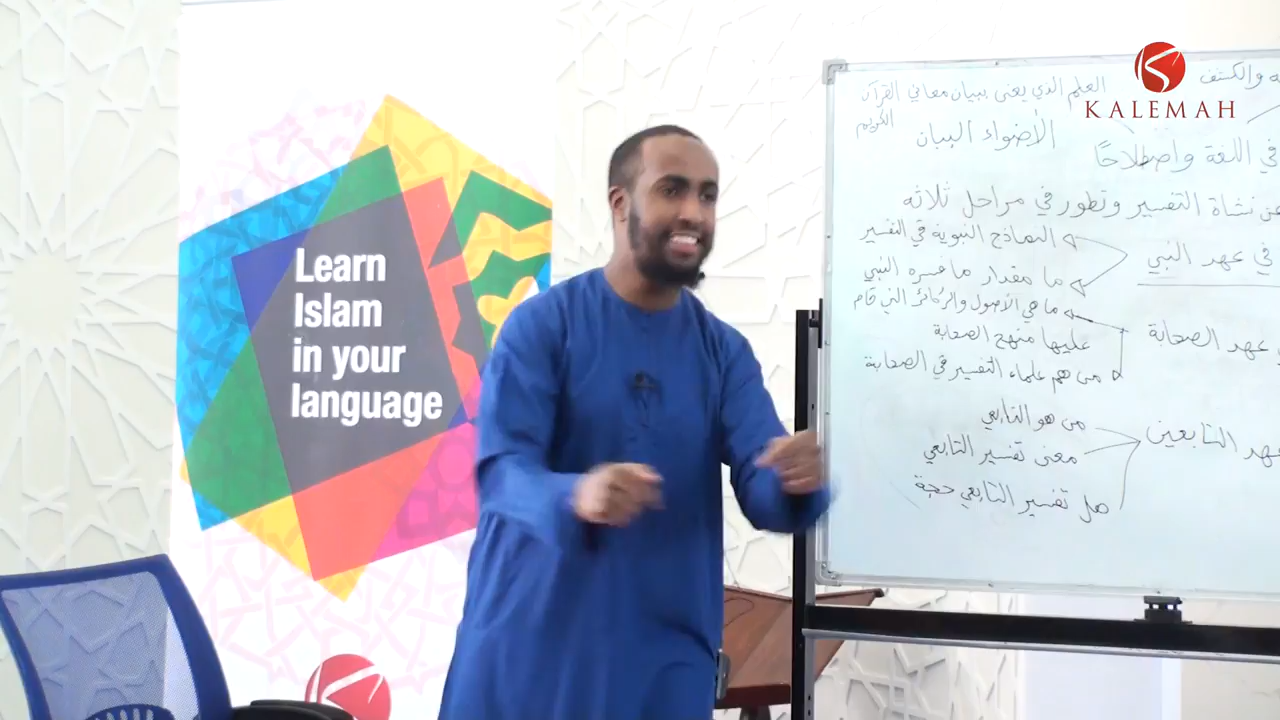 KALEMAH
Learn
Islam
in your
language
ه والكشف
العلم الذي يعنى ببيان معاني القرآن
الكريم
الأضواء البيان
في اللغة واصطلاحًا
نشاة التفسير وتطور في مراحل ثلاثه
في عهد النبي
النماذج النبوية في التفسير
ما مقدار ما فسره النبي
عهد الصحابة
ما هي الأصول والركائز التي قام
عليها منهج الصحابة
من هم علماء التفسير في الصحابة
عهد التابعين
من هو التابعي
معنى تفسير التابعي
هل تفسير التابعي حجة